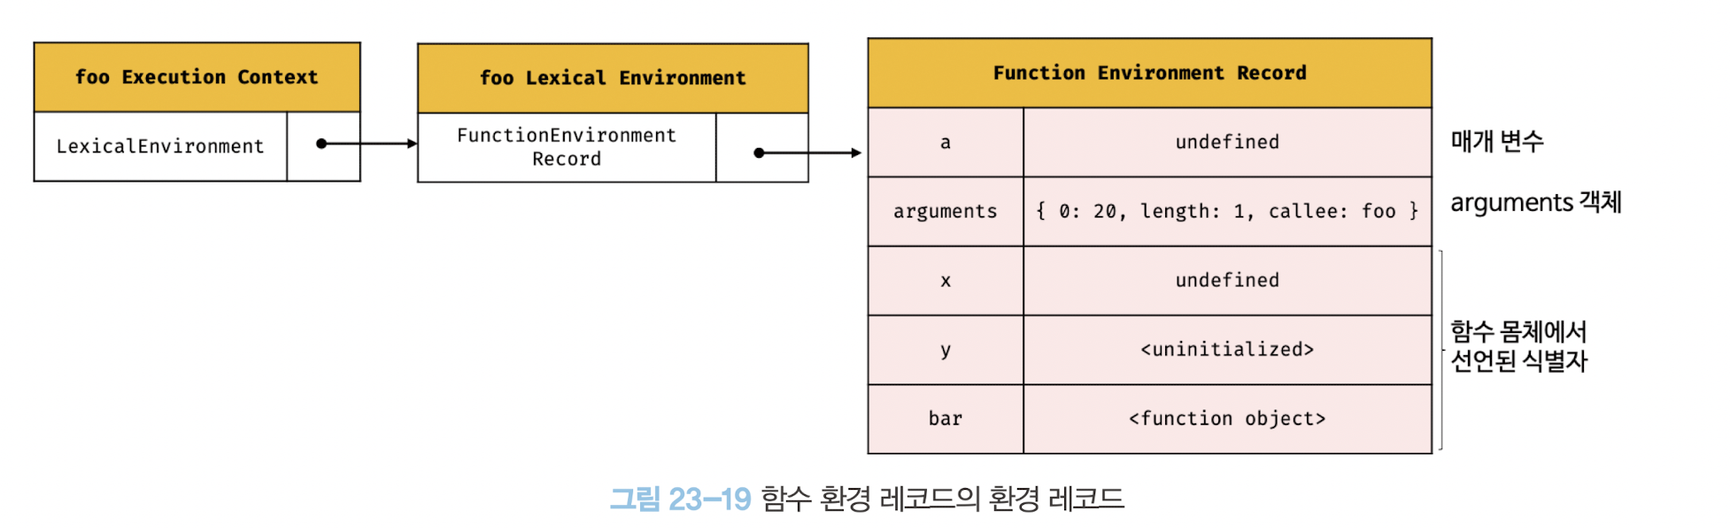 foo Execution Context
LexicalEnvironment
foo Lexical Environment
FunctionEnvironment
Record
Function Environment Record
a
undefined
매개 변수
arguments
{ 0: 20, length: 1, callee: foo }
arguments 객체
x
undefined
y
<uninitialized>
bar
<function object>
함수 몸체에서
선언된 식별자
그림 23-19 함수 환경 레코드의 환경 레코드